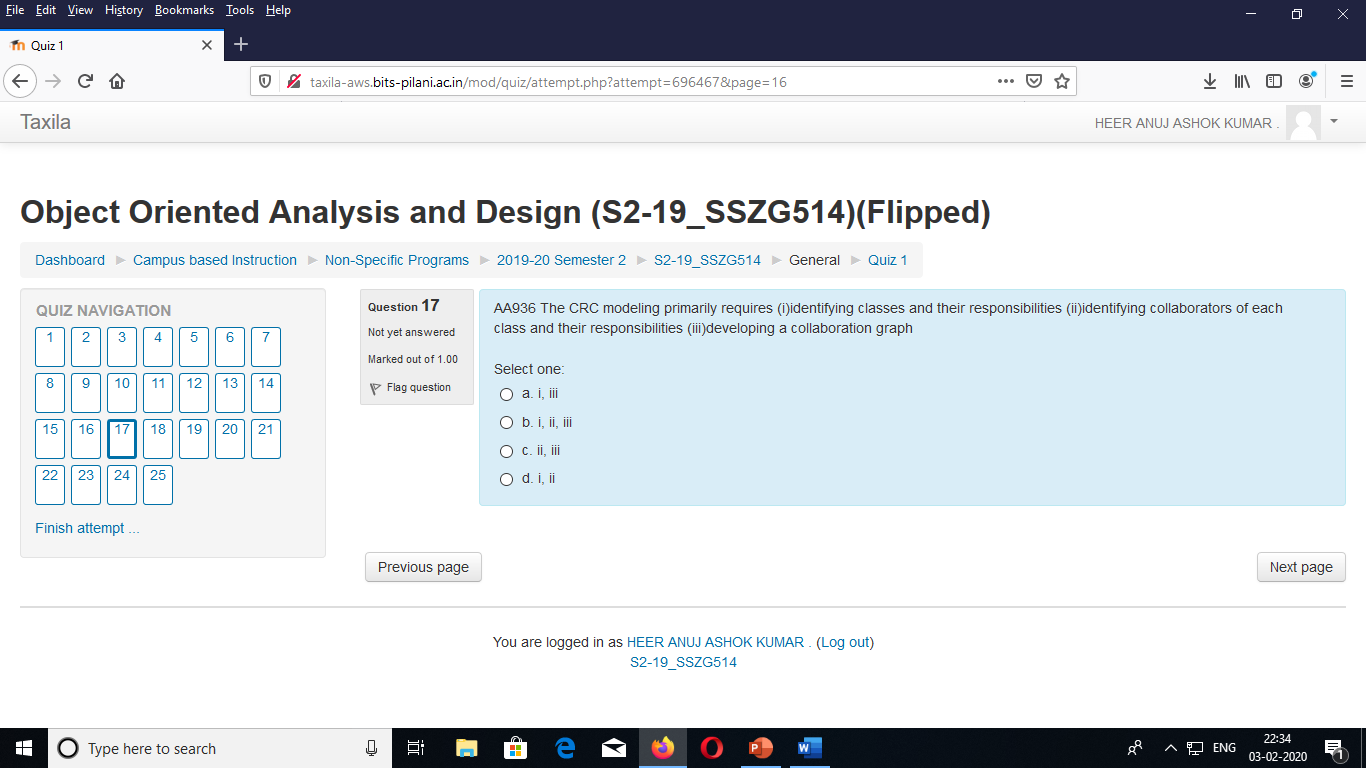 File Edit View History Bookmarks Tools Help
Quiz 1
taxila-aws.bits-pilani.ac.in/mod/quiz/attempt.php?attempt=696467&page=16
Taxila
HEER ANUJ ASHOK KUMAR .
Object Oriented Analysis and Design (S2-19_SSZG514)(Flipped)
Dashboard Campus based Instruction Non-Specific Programs 2019-20 Semester 2 S2-19_SSZG514 General Quiz 1
QUIZ NAVIGATION
1 2 3 4 5 6 7
8 9 10 11 12 13 14
15 16 17 18 19 20 21
22 23 24 25
Finish attempt ...
Question 17
Not yet answered
Marked out of 1.00
Flag question
AA936 The CRC modeling primarily requires (i)identifying classes and their responsibilities (ii)identifying collaborators of each
class and their responsibilities (iii)developing a collaboration graph
Select one:
a. i, iii
b. i, ii, iii
c. ii, iii
d. i, ii
Previous page
Next page
You are logged in as HEER ANUJ ASHOK KUMAR . (Log out)
S2-19_SSZG514
Type here to search
ENG
22:34
03-02-2020
1